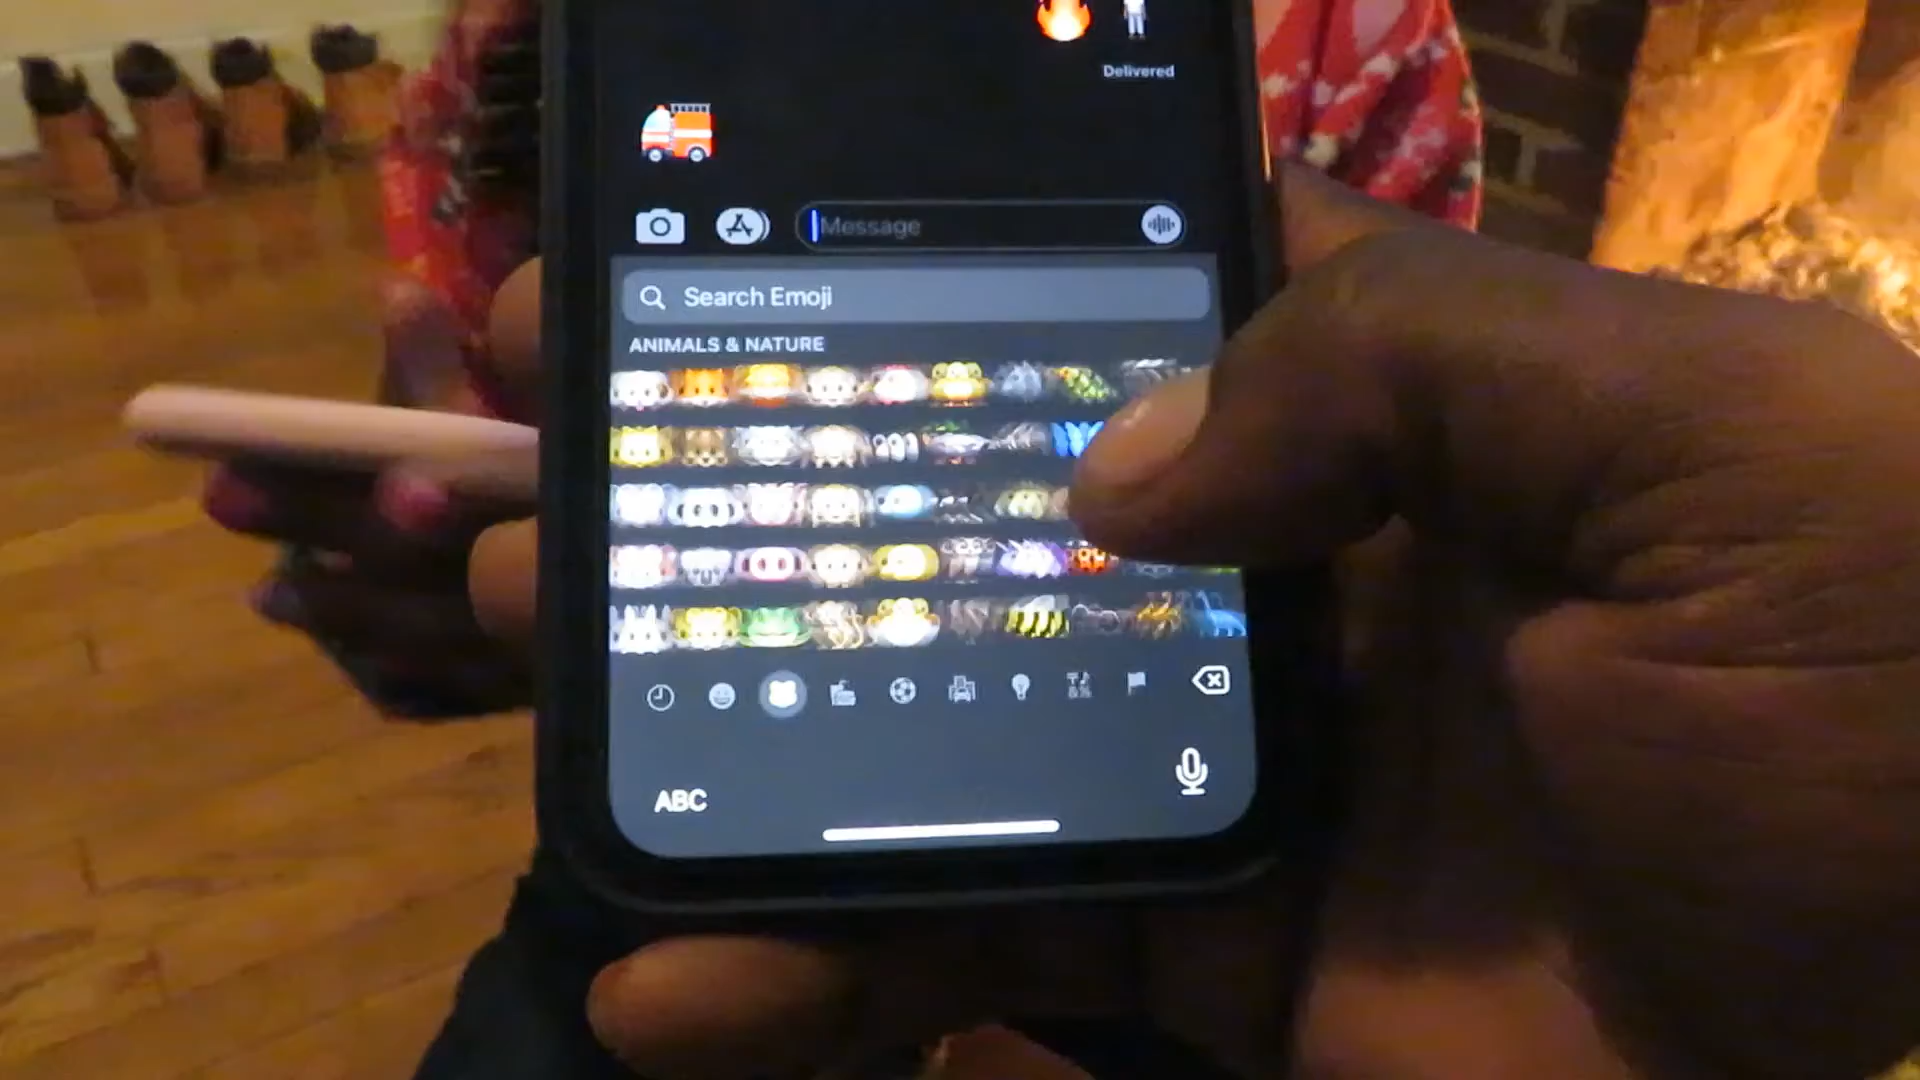 Delivered
Message
Search Emoji
ANIMALS & NATURE
ABC